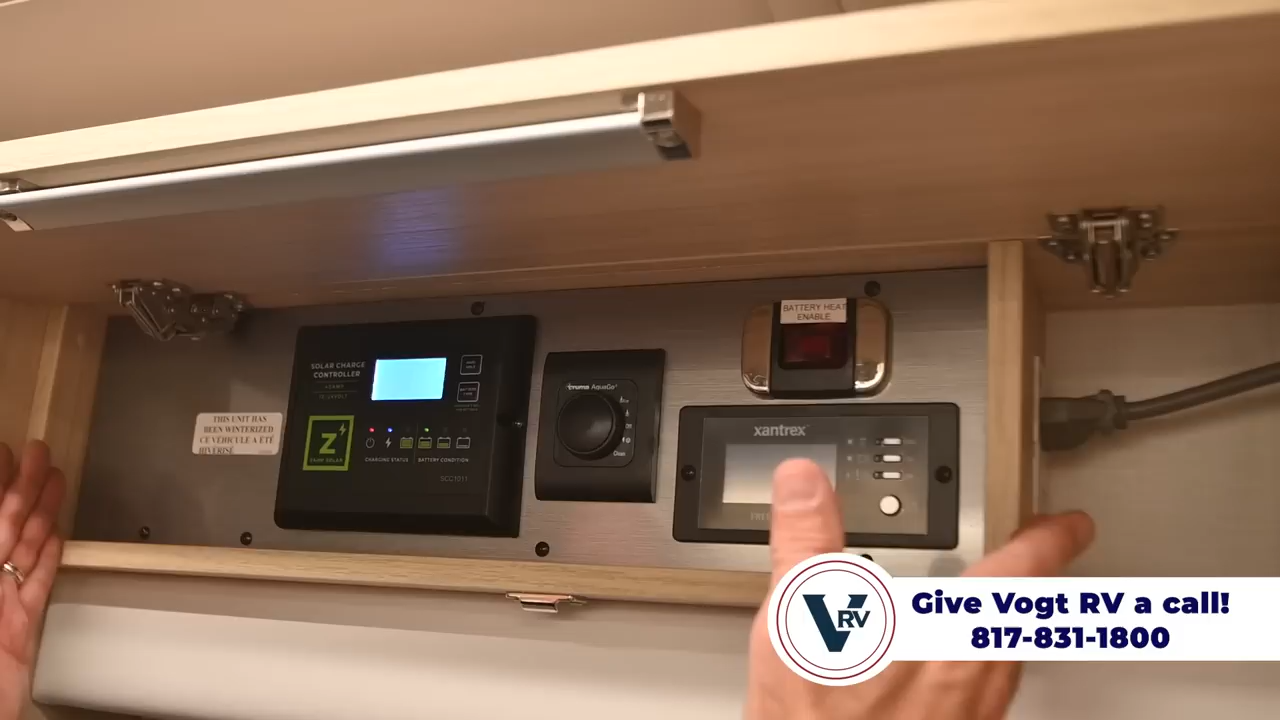 SOLAR CHARGE
CONTROLLER
Z
ZAMP SOLAR
CHARGING STATUS
BATTERY CONDITION
THIS UNIT HAS
BEEN WINTERIZED
CE VÉHICULE A ÉTÉ
HIVERISÉ
truma AquaGo
BATTERY HEAT
ENABLE
xantrex
VRV
Give Vogt RV a call!
817-831-1800